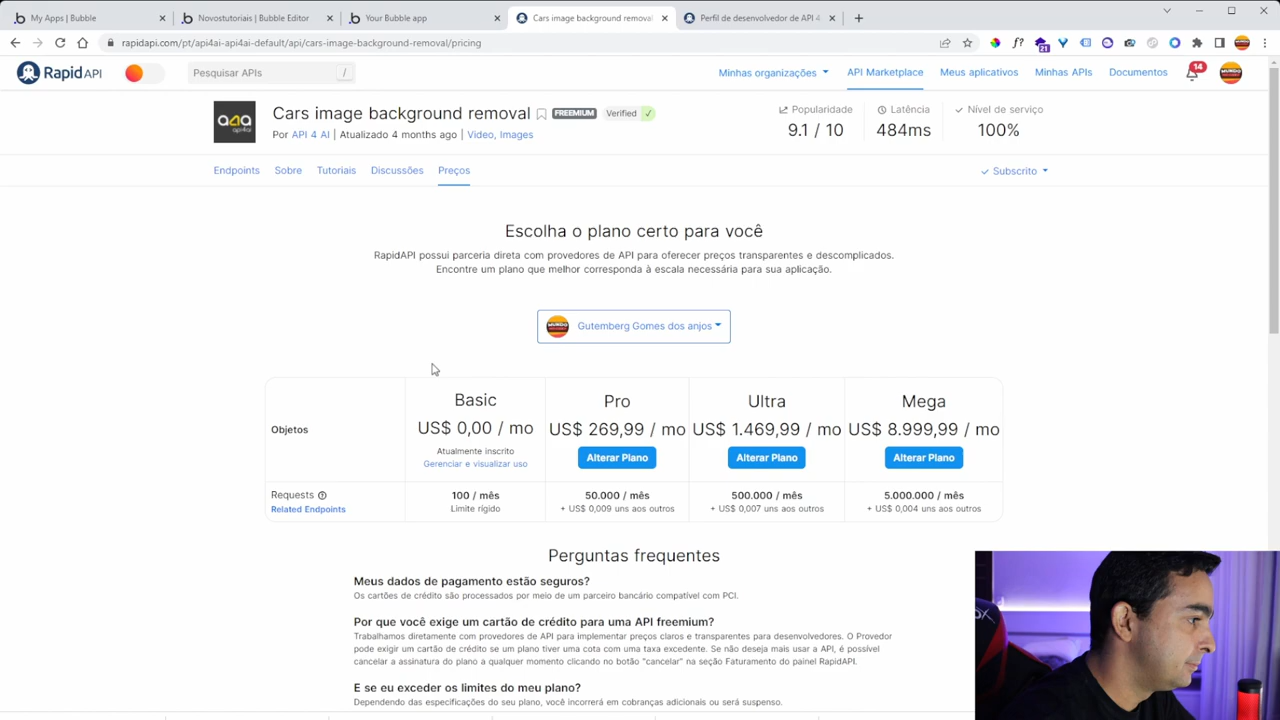 My Apps | Bubble
Novostutoriais | Bubble Editor
Your Bubble app
Cars image background removal
Perfil de desenvolvedor de API 4
rapidapi.com/pt/api4ai-api4ai-default/api/cars-image-background-removal/pricing
21
Rapid API
Pesquisar APIs
/
Minhas organizações
API Marketplace
Meus aplicativos
Minhas APIs
Documentos
14
api4ai
Cars image background removal
FREEMIUM
Verified
Por API 4 AI | Atualizado 4 months ago | Video, Images
Popularidade
9.1 / 10
Latência
484ms
Nível de serviço
100%
Endpoints
Sobre
Tutoriais
Discussões
Preços
Subscrito
Escolha o plano certo para você
RapidAPI possui parceria direta com provedores de API para oferecer preços transparentes e descomplicados.
Encontre um plano que melhor corresponda à escala necessária para sua aplicação.
Gutemberg Gomes dos anjos
Objetos
Basic
US$ 0,00 / mo
Atualmente inscrito
Gerenciar e visualizar uso
Pro
US$ 269,99 / mo
Alterar Plano
Ultra
US$ 1.469,99 / mo
Alterar Plano
Mega
US$ 8.999,99 / mo
Alterar Plano
Requests
Related Endpoints
100 / mês
Limite rígido
50.000 / mês
+ US$ 0,009 uns aos outros
500.000 / mês
+ US$ 0,007 uns aos outros
5.000.000 / mês
+ US$ 0,004 uns aos outros
Perguntas frequentes
Meus dados de pagamento estão seguros?
Os cartões de crédito são processados por meio de um parceiro bancário compatível com PCI.
Por que você exige um cartão de crédito para uma API freemium?
Trabalhamos diretamente com provedores de API para implementar preços claros e transparentes para desenvolvedores. O Provedor
pode exigir um cartão de crédito se um plano tiver uma cota com uma taxa excedente. Se não deseja mais usar a API, é possível
cancelar a assinatura do plano a qualquer momento clicando no botão "cancelar" na seção Faturamento do painel RapidAPI.
E se eu exceder os limites do meu plano?
Dependendo das especificações do seu plano, você incorrerá em cobranças adicionais ou será suspenso.